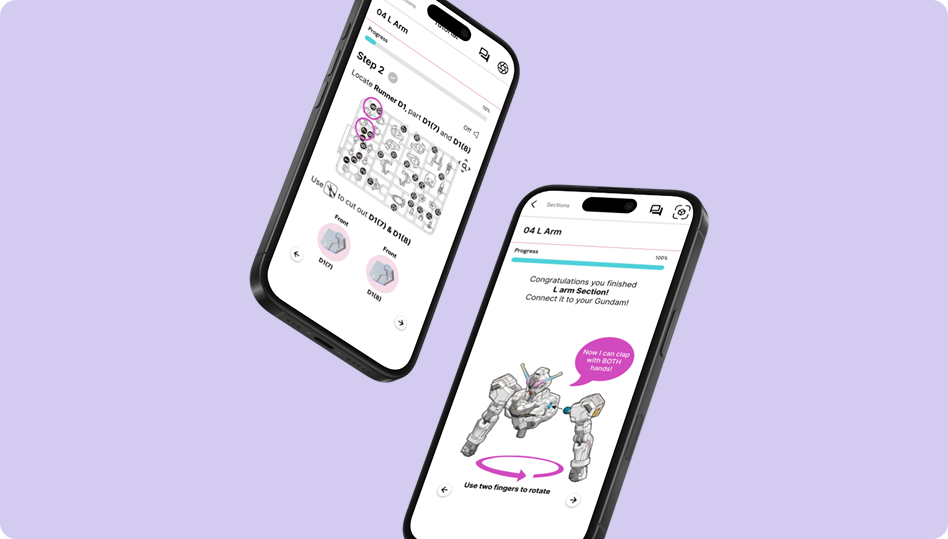 04 L Arm
Progress
10%
Step 2
Off
Locate Runner D1, part D1(7) and D1(8)
Use to cut out D1(7) & D1(8)
Front
Front
D1(7)
D1(8)
Sections
04 L Arm
Progress
100%
Congratulations you finished
L arm Section!
Connect it to your Gundam!
Now I can clap
with BOTH
hands!
Use two fingers to rotate